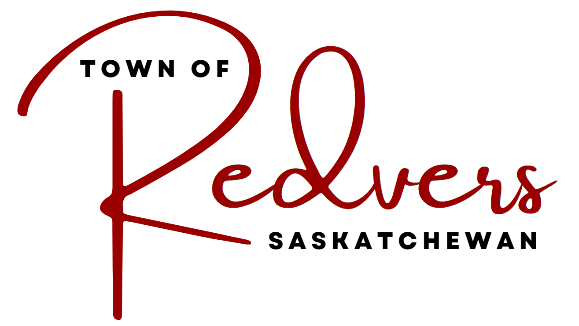 TOWN OF
Redvers
SASKATCHEWAN